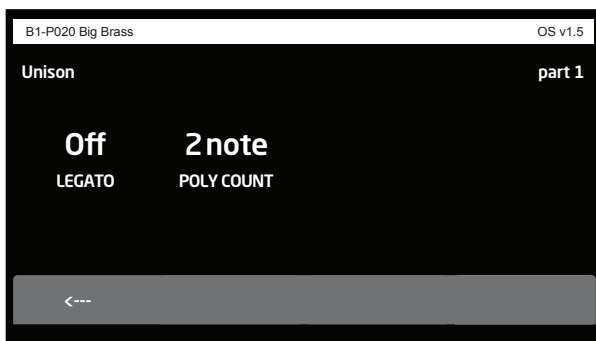 B1-P020 Big Brass OS v1.5
Unison part 1
Off 2 note
LEGATO POLY COUNT
<---